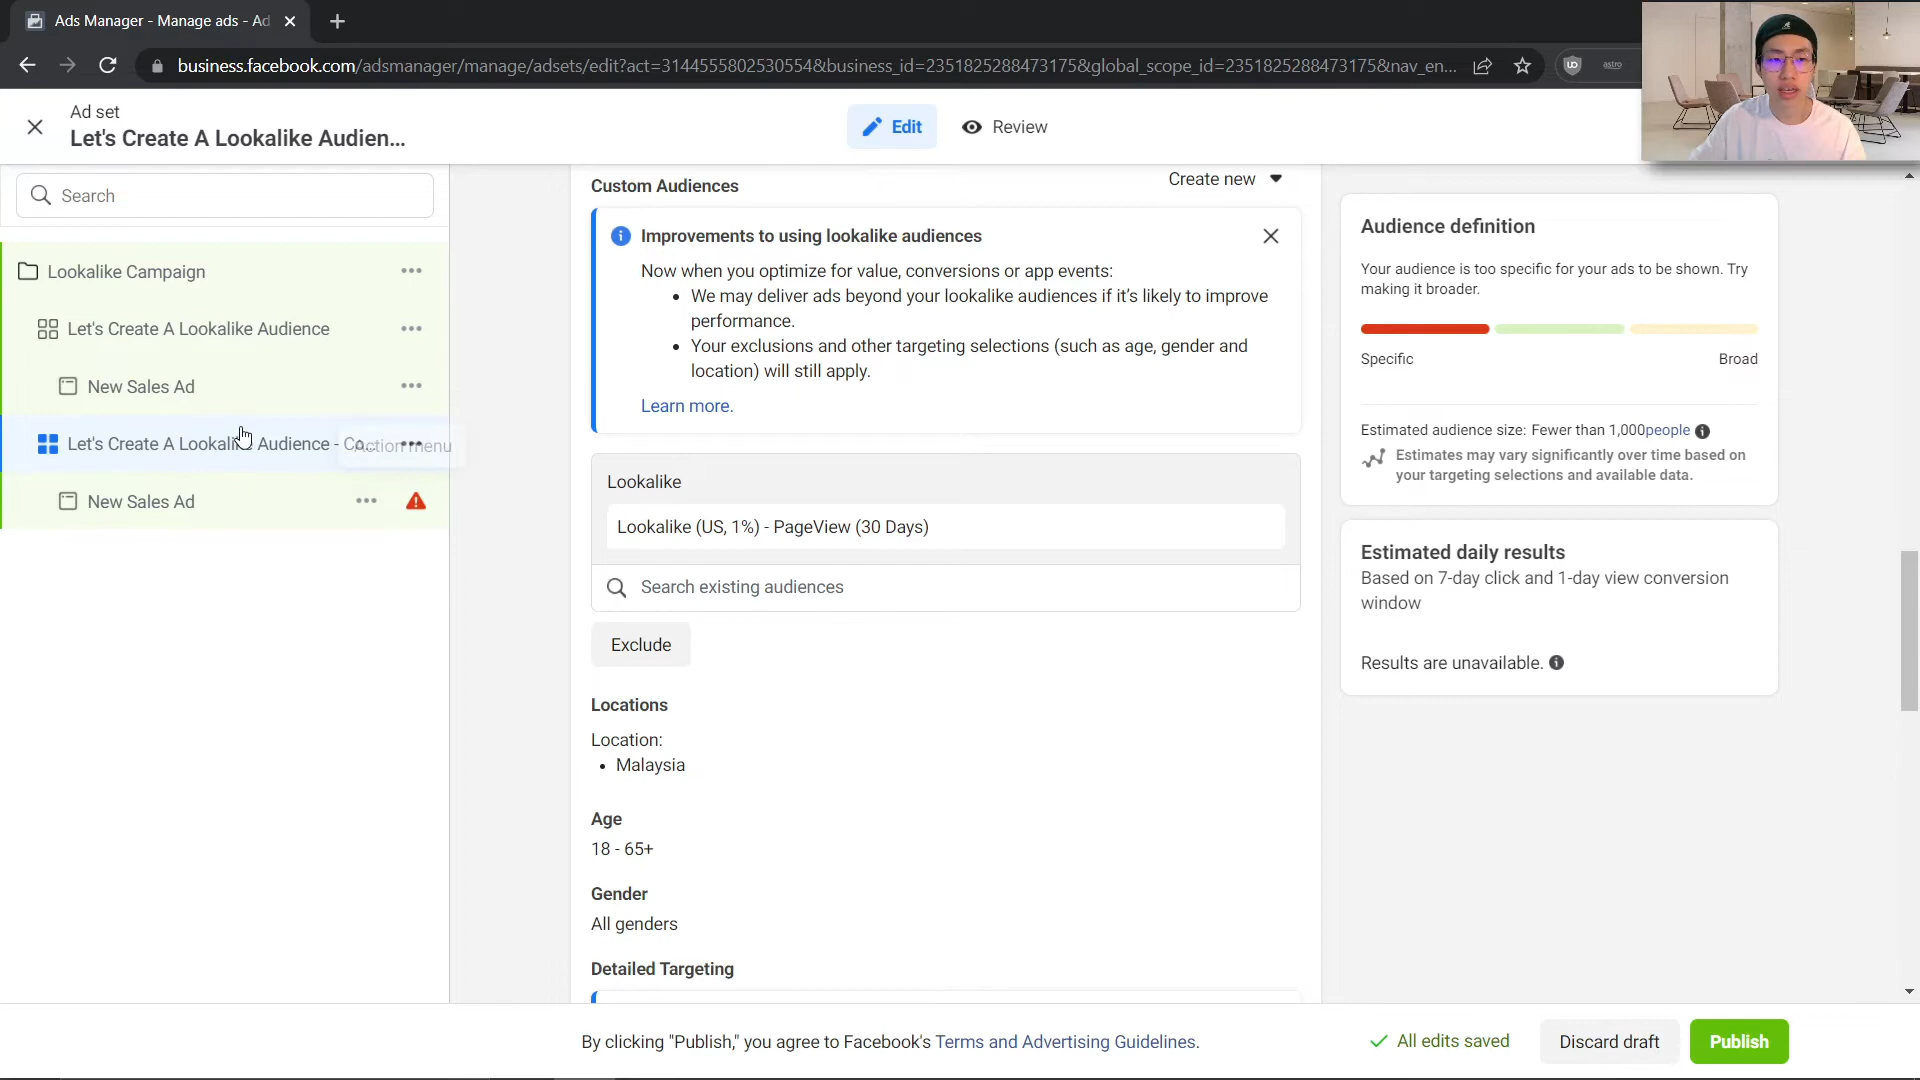 Ads Manager - Manage ads - Ad
business.facebook.com/adsmanager/manage/adsets/edit?act=3144555802530554&business_id=2351825288473175&global_scope_id=2351825288473175&nav_en...
astro
Ad set
Let's Create A Lookalike Audien...
Edit
Review
Search
Lookalike Campaign
Let's Create A Lookalike Audience
New Sales Ad
Let's Create A Lookalike Audience - Co...
Action menu
New Sales Ad
Custom Audiences
Create new
Improvements to using lookalike audiences
Now when you optimize for value, conversions or app events:
• We may deliver ads beyond your lookalike audiences if it's likely to improve
performance.
• Your exclusions and other targeting selections (such as age, gender and
location) will still apply.
Learn more.
Lookalike
Lookalike (US, 1%) - PageView (30 Days)
Search existing audiences
Exclude
Locations
Location:
• Malaysia
Age
18 - 65+
Gender
All genders
Detailed Targeting
Audience definition
Your audience is too specific for your ads to be shown. Try
making it broader.
Specific
Broad
Estimated audience size: Fewer than 1,000people
Estimates may vary significantly over time based on
your targeting selections and available data.
Estimated daily results
Based on 7-day click and 1-day view conversion
window
Results are unavailable.
By clicking "Publish," you agree to Facebook's Terms and Advertising Guidelines.
All edits saved
Discard draft
Publish